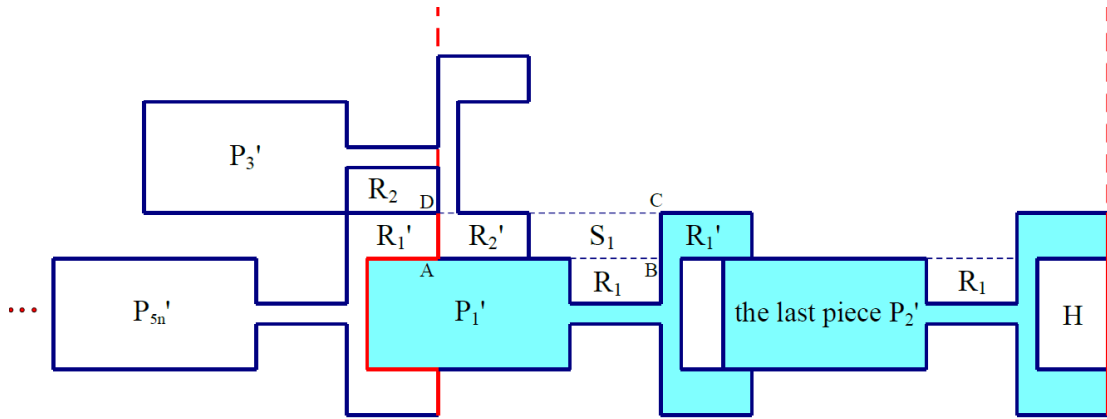 P3'
R2
D
C
R1'
R2'
S1
R1'
A
B
R1
R1
P5n'
P1'
the last piece P2'
H